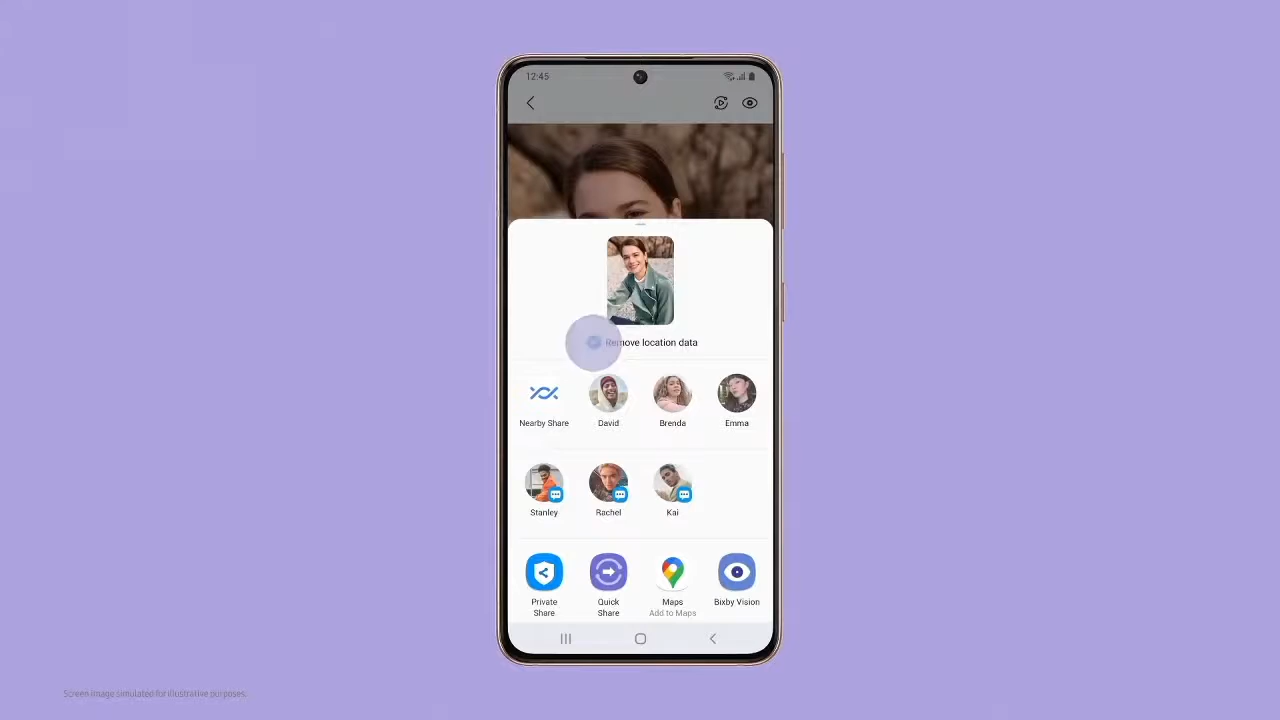 12:45
Remove location data
Nearby Share
David
Brenda
Emma
Stanley
Rachel
Kai
Private
Share
Quick
Share
Maps
Add to Maps
Bixby Vision
Screen image simulated for illustrative purposes.